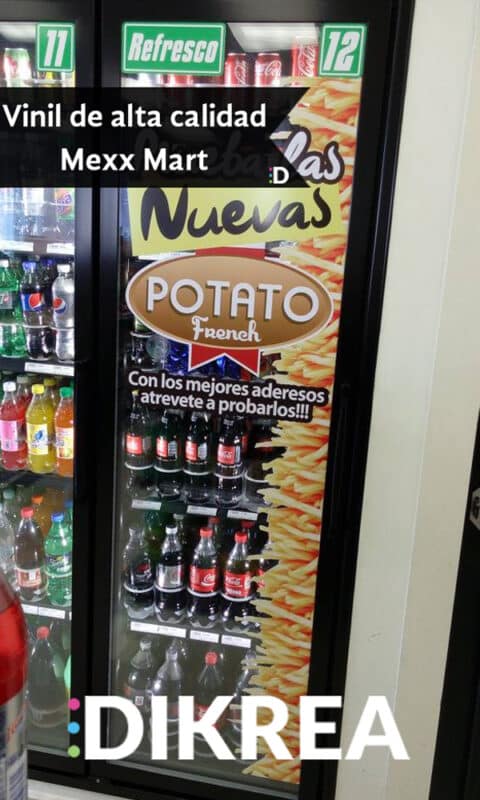 11
Refresco
12
Vinil de alta calidad
Mexx Mart
D
las
Nuevas
POTATO
French
Con los mejores aderesos
atrevete a probarlos!!!
:DIKREA